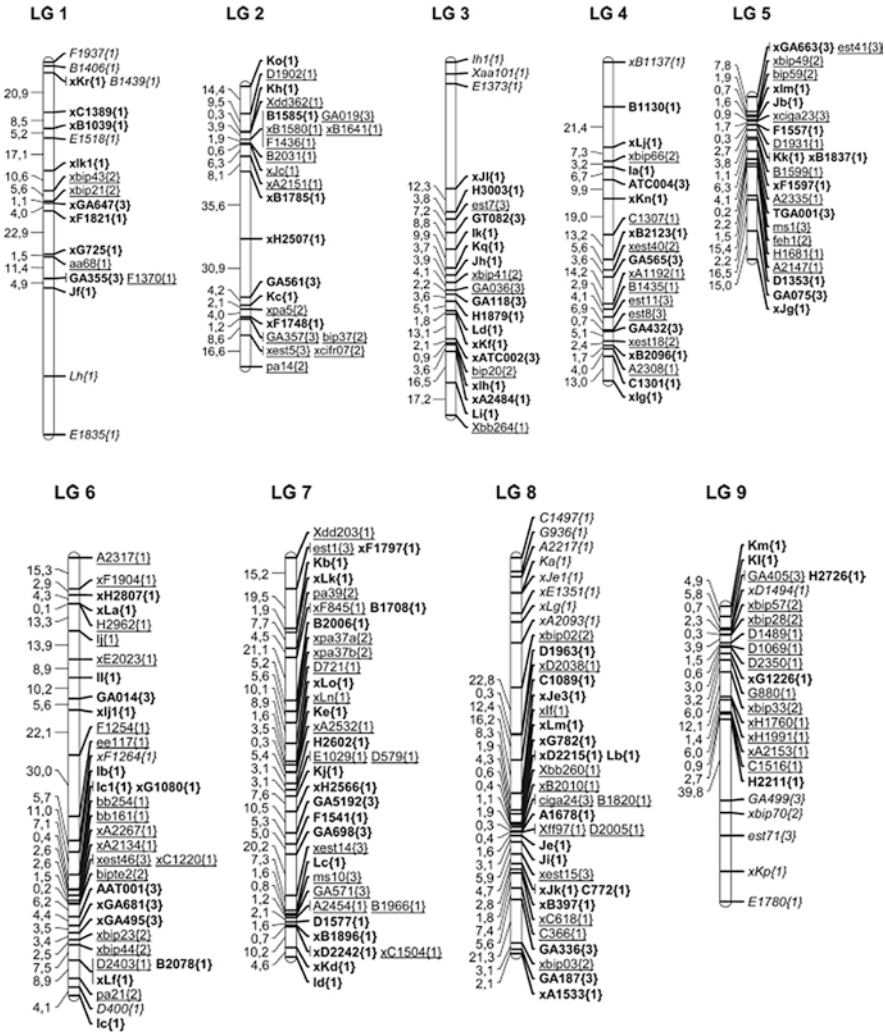 LG 1
F1937{1}
B1406{1}
xKr{1} B1439{1}
xC1389{1}
xB1039{1}
E1518{1}
xIk1{1}
xbip43{2}
xbip21{2}
xGA647{3}
xF1821{1}
xG725{1}
aa68{1}
GA355{3} F1370{1}
Jf{1}
Lh{1}
E1835{1}
20,9
8,5
5,2
17,1
10,6
5,6
1,1
4,0
22,9
1,5
11,4
4,9
LG 2
Ko{1}
D1902{1}
Kh{1}
Xdd362{1}
B1585{1} GA019{3}
xB1580{1} xB1641{1}
F1436{1}
B2031{1}
xJc{1}
xA2151{1}
xB1785{1}
xH2507{1}
GA561{3}
Kc{1}
xpa5{2}
xF1748{1}
GA357{3} bip37{2}
xest5{3} xcifr07{2}
pa14{2}
14,4
9,5
0,3
3,9
1,9
0,6
6,3
8,1
35,6
30,9
4,2
2,1
4,0
1,2
8,6
16,6
LG 3
Ih1{1}
Xaa101{1}
E1373{1}
xJl{1}
H3003{1}
est7{3}
GT082{3}
Ik{1}
Kq{1}
Jh{1}
xbip41{2}
GA036{3}
GA118{3}
H1879{1}
Ld{1}
xKf{1}
xATC002{3}
bip20{2}
xIh{1}
xA2484{1}
Li{1}
Xbb264{1}
12,3
3,8
7,2
8,8
9,9
3,7
3,9
4,1
2,2
3,6
5,1
1,8
13,1
2,1
0,9
3,6
16,5
17,2
LG 4
xB1137{1}
B1130{1}
xLj{1}
xbip66{2}
Ia{1}
ATC004{3}
xKn{1}
C1307{1}
xB2123{1}
xest40{2}
GA565{3}
xA1192{1}
B1435{1}
est11{3}
est8{3}
GA432{3}
xest18{2}
xB2096{1}
A2308{1}
C1301{1}
xIg{1}
21,4
7,3
3,2
6,7
9,9
19,0
13,2
5,6
3,6
14,2
2,9
4,1
6,9
0,7
5,1
2,4
1,7
4,0
13,0
LG 5
xGA663{3} est41{3}
xbip49{2}
bip59{2}
xIm{1}
Jb{1}
xciga23{3}
F1557{1}
D1931{1}
Kk{1} xB1837{1}
B1599{1}
xF1597{1}
A2335{1}
TGA001{3}
ms1{3}
feh1{2}
H1681{1}
A2147{1}
D1353{1}
GA075{3}
xJg{1}
7,8
1,9
0,7
1,6
0,9
1,7
0,3
2,7
3,8
1,1
6,3
4,1
0,2
2,2
1,5
15,4
2,2
16,5
15,0
LG 6
A2317{1}
xF1904{1}
xH2807{1}
xLa{1}
H2962{1}
Ij{1}
xE2023{1}
Il{1}
GA014{3}
xIj1{1}
F1254{1}
ee117{1}
xF1264{1}
Ib{1}
Ic1{1} xG1080{1}
bb254{1}
bb161{1}
xA2267{1}
xA2134{1}
xest46{3} xC1220{1}
bipte2{2}
AAT001{3}
xGA681{3}
xGA495{3}
xbip23{2}
xbip44{2}
D2403{1} B2078{1}
xLf{1}
pa21{2}
D400{1}
Ic{1}
15,3
2,9
4,3
0,1
13,3
13,9
8,9
10,2
5,6
22,1
30,0
5,7
11,0
7,1
0,4
2,6
2,6
1,5
0,2
6,2
4,4
3,5
3,4
2,4
7,5
8,9
4,1
LG 7
Xdd203{1}
est1{3} xF1797{1}
Kb{1}
xLk{1}
pa39{2}
xF845{1} B1708{1}
B2006{1}
xpa37a{2}
xpa37b{2}
D721{1}
xLo{1}
xLn{1}
Ke{1}
xA2532{1}
H2602{1}
E1029{1} D579{1}
Kj{1}
xH2566{1}
GA5192{3}
F1541{1}
GA698{3}
xest14{3}
Lc{1}
ms10{3}
GA571{3}
A2454{1} B1966{1}
D1577{1}
xB1896{1}
xD2242{1} xC1504{1}
xKd{1}
Id{1}
15,2
19,5
1,9
7,7
4,5
21,1
5,2
5,6
10,1
8,9
1,6
3,5
0,3
5,4
3,1
3,1
7,6
10,5
5,3
5,0
20,2
7,3
1,6
0,8
1,2
2,1
1,6
0,7
10,2
4,6
LG 8
C1497{1}
G936{1}
A2217{1}
Ka{1}
xJe1{1}
xE1351{1}
xLg{1}
xA2093{1}
xbip02{2}
D1963{1}
xD2038{1}
C1089{1}
xJe3{1}
xIf{1}
xLm{1}
xG782{1}
xD2215{1} Lb{1}
Xbb260{1}
xB2010{1}
ciga24{3} B1820{1}
A1678{1}
Xff97{1} D2005{1}
Je{1}
Ji{1}
xest15{3}
xJk{1} C772{1}
xB397{1}
xC618{1}
C366{1}
GA336{3}
xbip03{2}
GA187{3}
xA1533{1}
22,8
0,3
12,4
16,2
8,3
1,9
4,3
0,6
0,4
1,1
1,9
0,3
0,4
1,6
3,1
5,9
4,7
2,8
1,8
7,4
5,6
21,3
3,1
2,1
LG 9
Km{1}
Kl{1}
GA405{3} H2726{1}
xD1494{1}
xbip57{2}
xbip28{2}
D1489{1}
D1069{1}
D2350{1}
xG1226{1}
G880{1}
xbip33{2}
xH1760{1}
xH1991{1}
xA2153{1}
C1516{1}
H2211{1}
GA499{3}
xbip70{2}
est71{3}
xKp{1}
E1780{1}
4,9
5,8
0,7
2,3
0,3
3,9
1,5
0,6
3,0
3,2
6,0
12,1
1,4
6,0
0,9
2,7
39,8